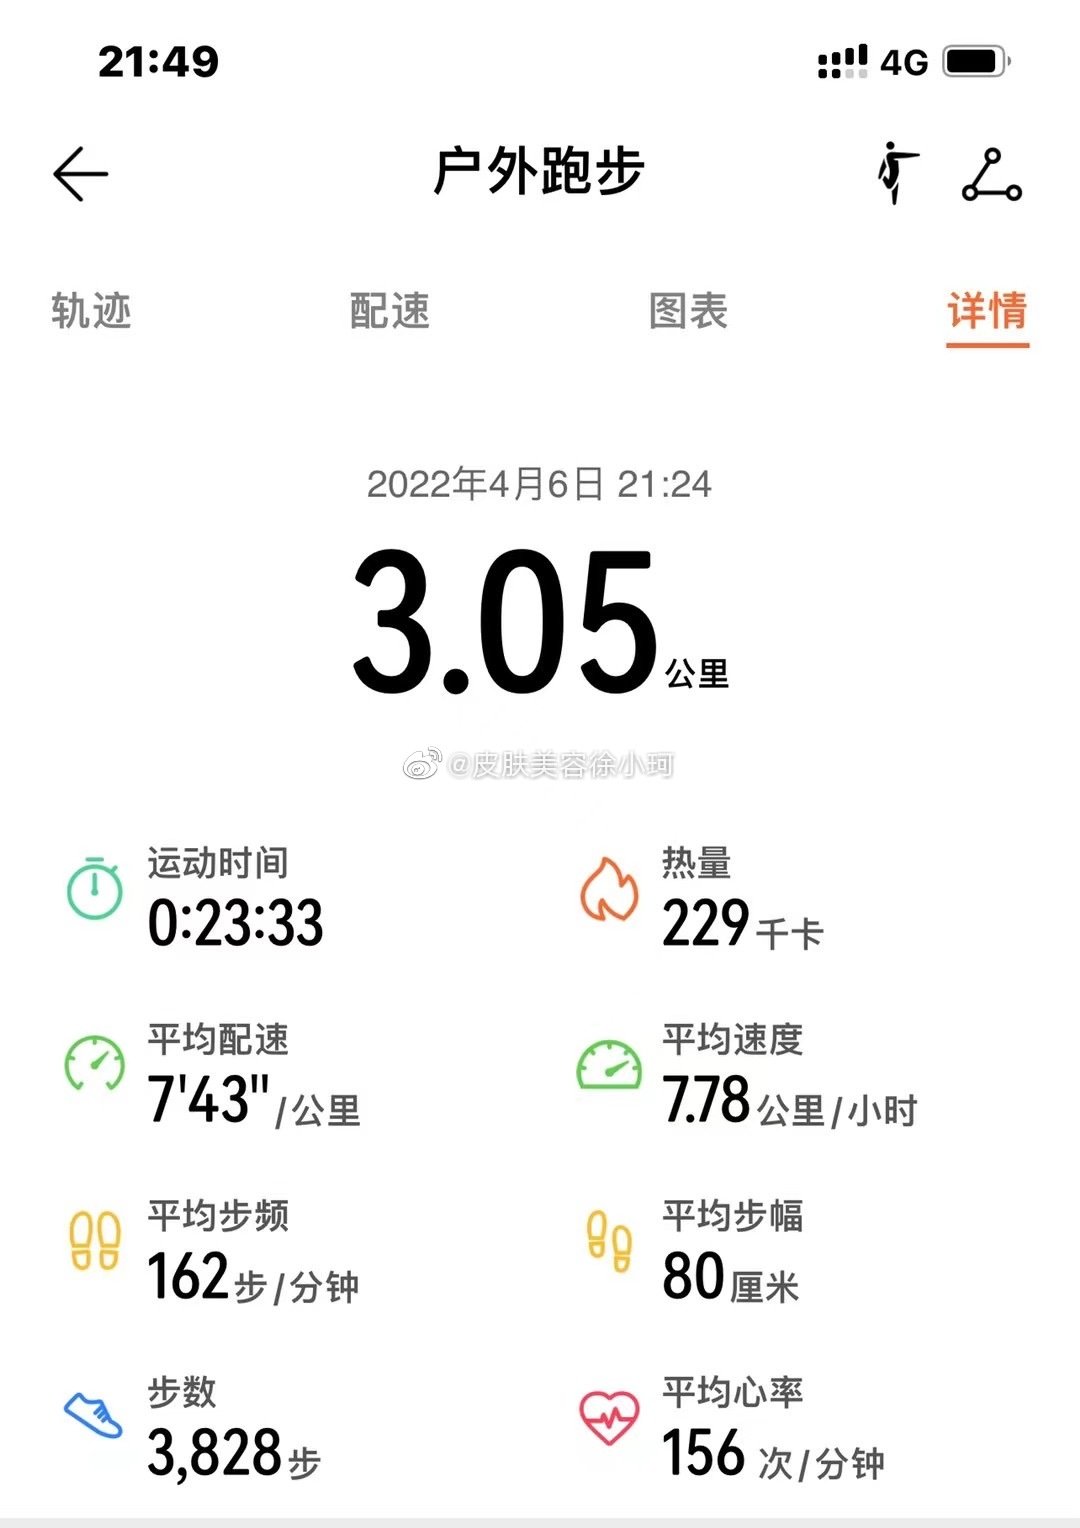 21:49 4G
户外跑步
轨迹 配速 图表 详情
2022年4月6日 21:24
3.05公里
@皮肤美容徐小珂
运动时间 热量
0:23:33 229千卡
平均配速 平均速度
7'43"/公里 7.78公里/小时
平均步频 平均步幅
162步/分钟 80厘米
步数 平均心率
3,828步 156次/分钟